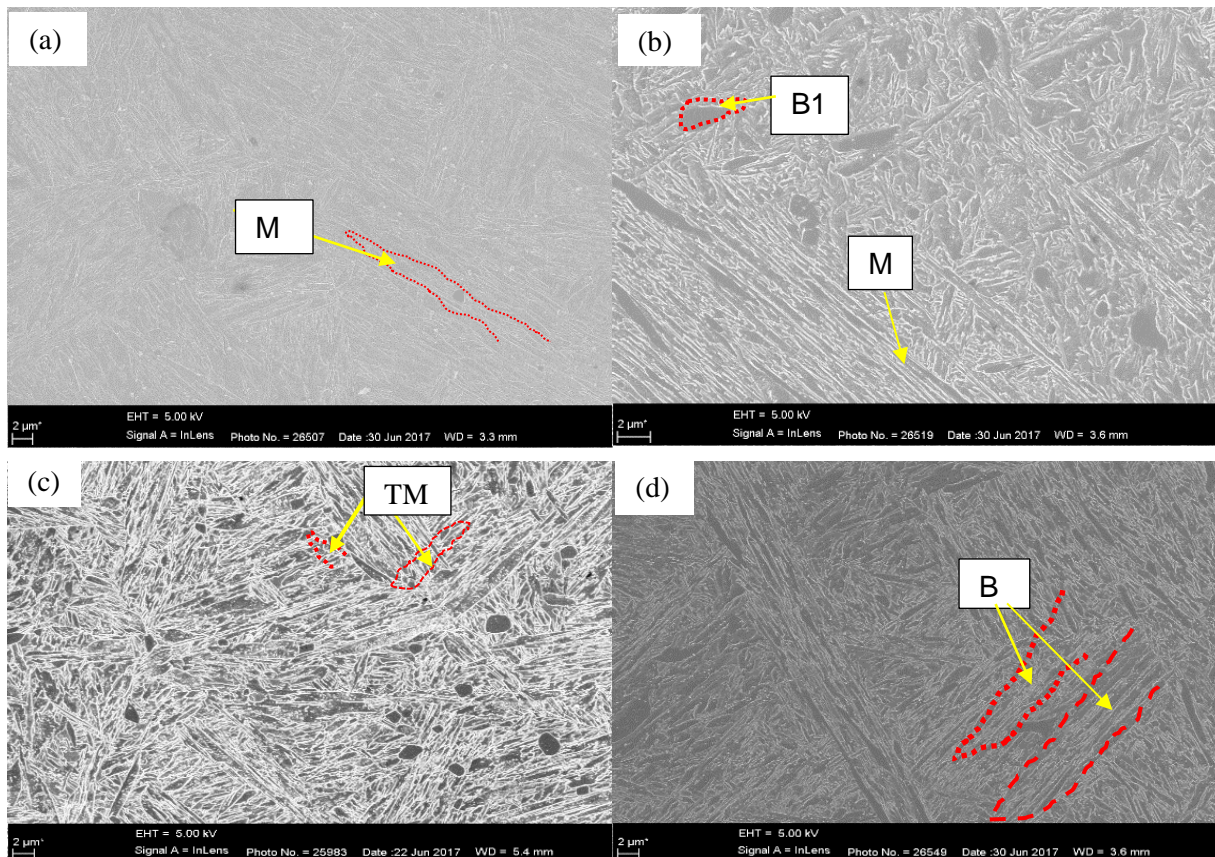 (a)
M
2 µm*
EHT = 5.00 kV
Signal A = InLens Photo No. = 26507 Date :30 Jun 2017 WD = 3.3 mm
(b)
B1
M
2 µm*
EHT = 5.00 kV
Signal A = InLens Photo No. = 26519 Date :30 Jun 2017 WD = 3.6 mm
(c)
TM
2 µm*
EHT = 5.00 kV
Signal A = InLens Photo No. = 25983 Date :22 Jun 2017 WD = 5.4 mm
(d)
B
2 µm*
EHT = 5.00 kV
Signal A = InLens Photo No. = 26549 Date :30 Jun 2017 WD = 3.6 mm